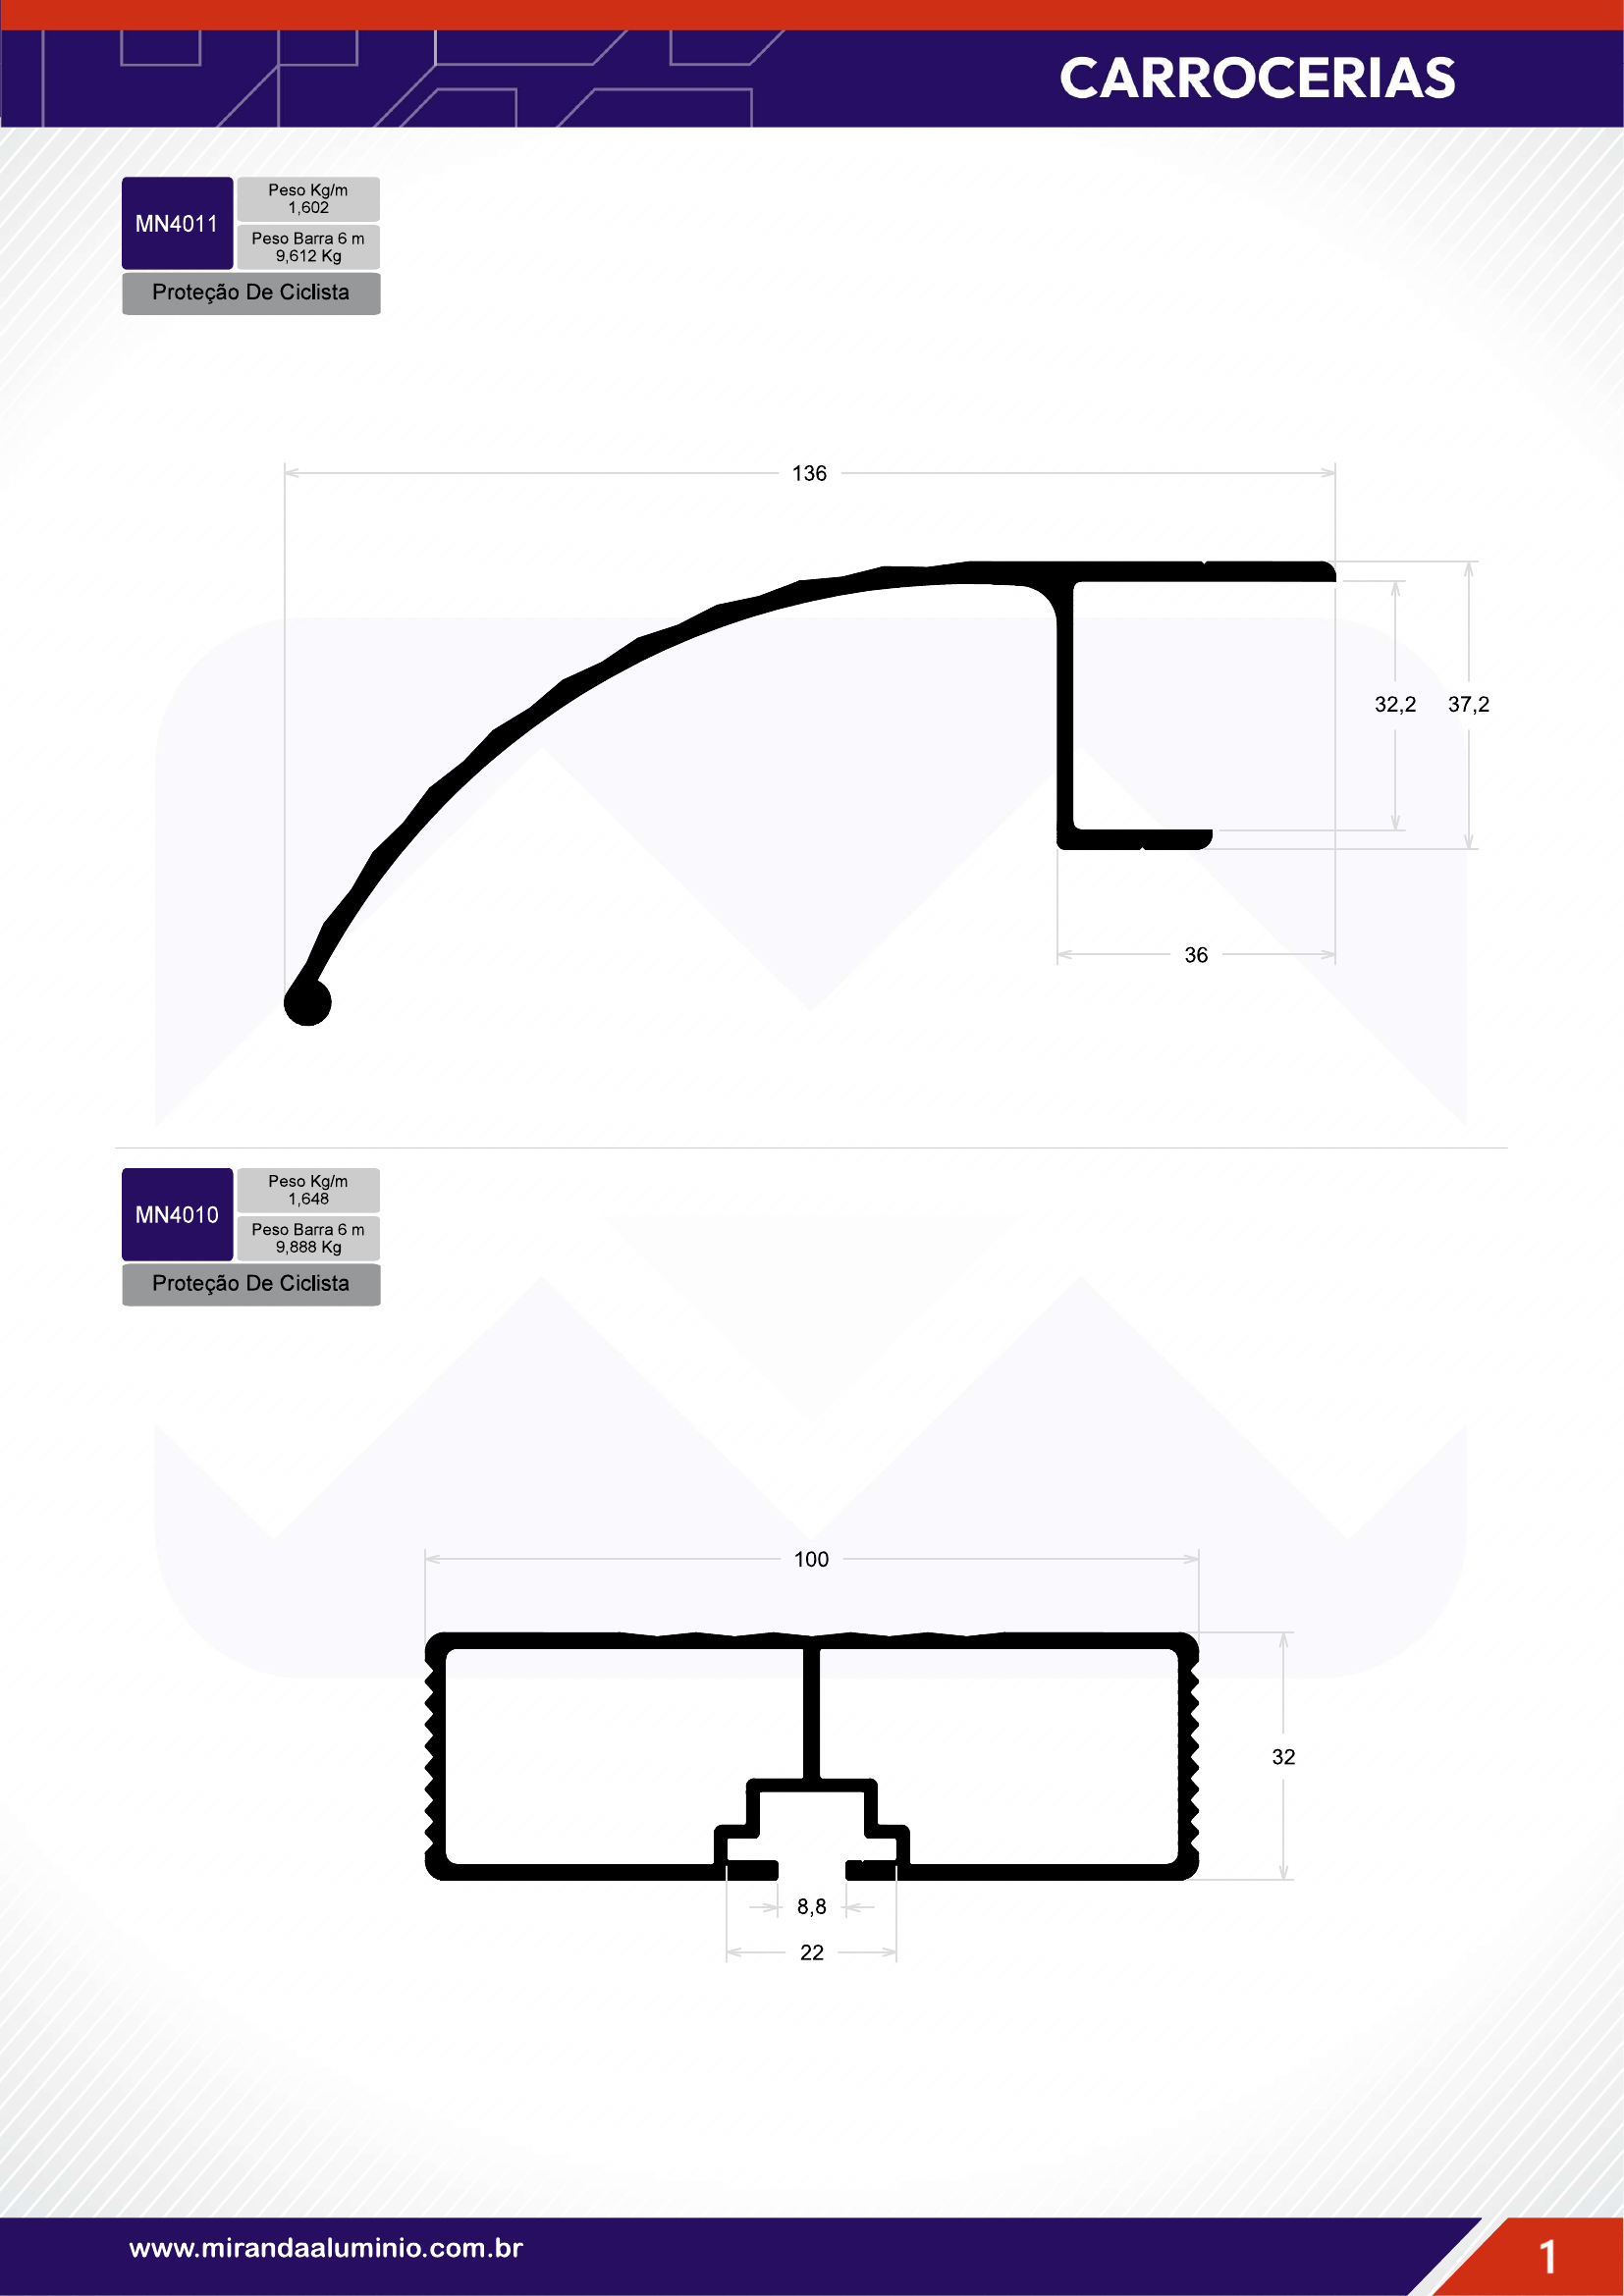 CARROCERIAS
MN4011
Peso Kg/m
1,602
Peso Barra 6 m
9,612 Kg
Proteção De Ciclista
136
32,2
37,2
36
MN4010
Peso Kg/m
1,648
Peso Barra 6 m
9,888 Kg
Proteção De Ciclista
100
32
8,8
22
www.mirandaaluminio.com.br
1